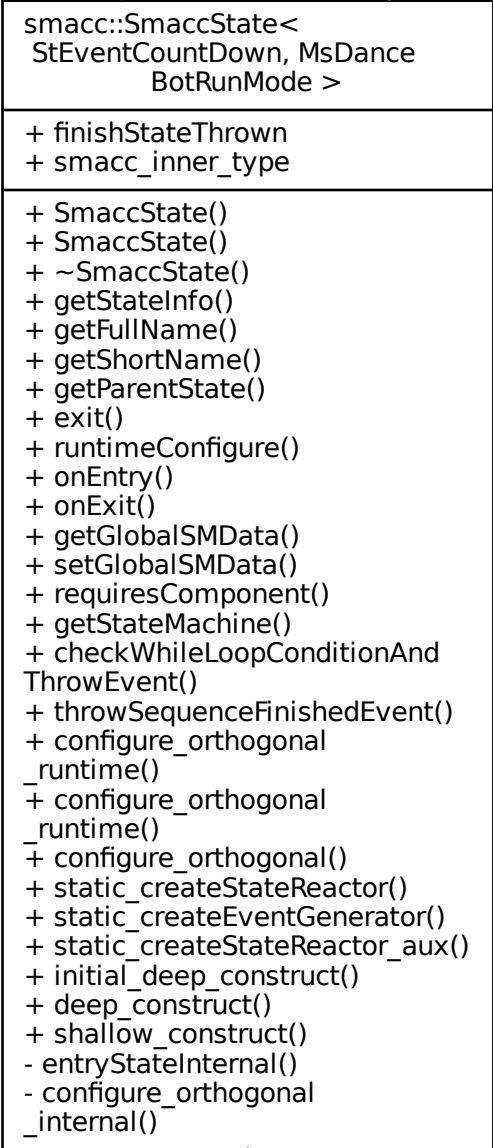 smacc::SmaccState<
StEventCountDown, MsDance
BotRunMode >
+ finishStateThrown
+ smacc_inner_type
+ SmaccState()
+ SmaccState()
+ ~SmaccState()
+ getStateInfo()
+ getFullName()
+ getShortName()
+ getParentState()
+ exit()
+ runtimeConfigure()
+ onEntry()
+ onExit()
+ getGlobalSMData()
+ setGlobalSMData()
+ requiresComponent()
+ getStateMachine()
+ checkWhileLoopConditionAnd
ThrowEvent()
+ throwSequenceFinishedEvent()
+ configure_orthogonal
_runtime()
+ configure_orthogonal
_runtime()
+ configure_orthogonal()
+ static_createStateReactor()
+ static_createEventGenerator()
+ static_createStateReactor_aux()
+ initial_deep_construct()
+ deep_construct()
+ shallow_construct()
- entryStateInternal()
- configure_orthogonal
_internal()